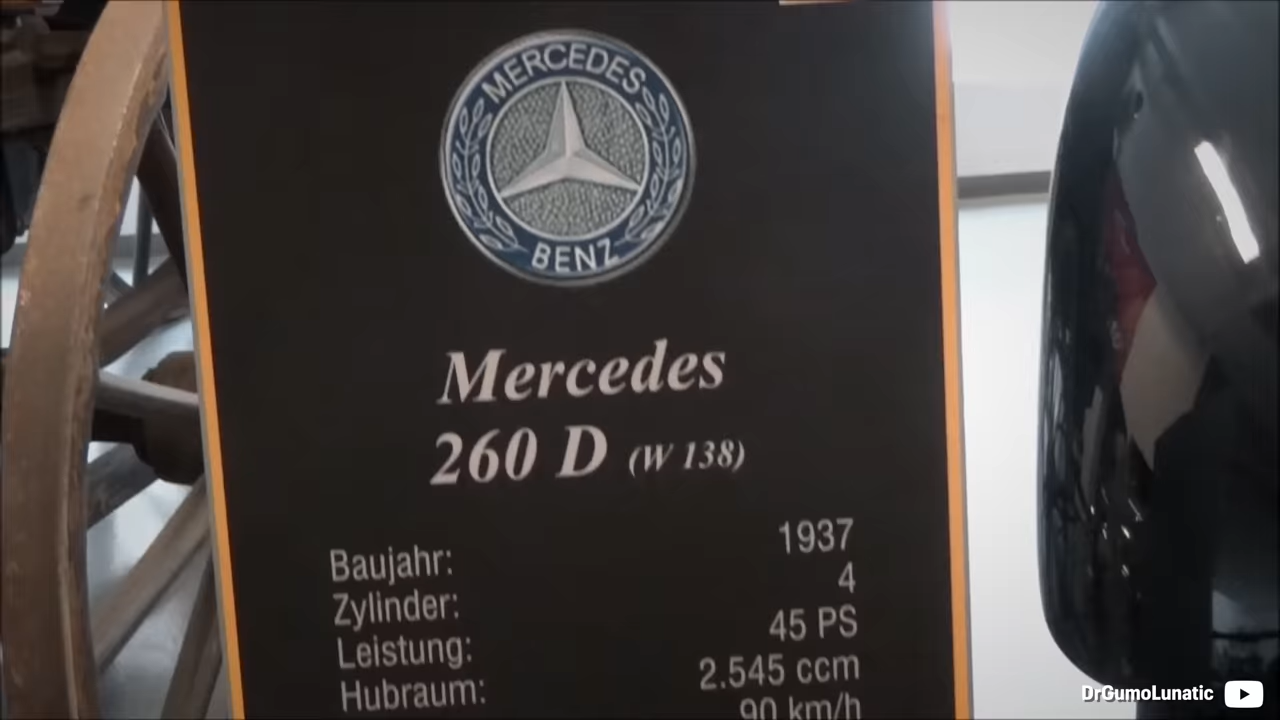 MERCEDES
BENZ
Mercedes
260 D (W 138)
Baujahr: 1937
Zylinder: 4
Leistung: 45 PS
Hubraum: 2.545 ccm
90 km/h
DrGumoLunatic